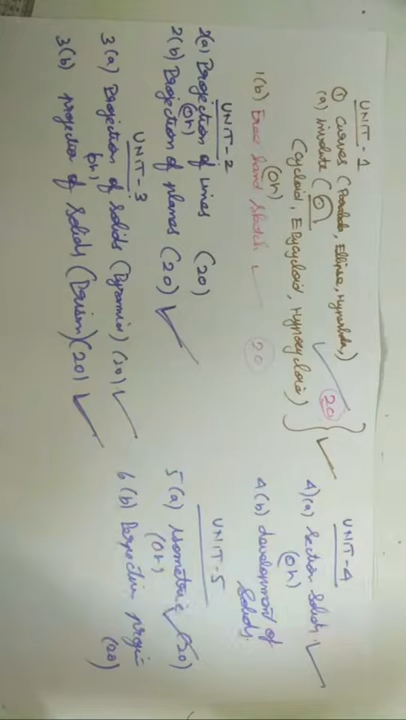 UNIT-1
① Curves (Parabola, Ellipse, Hyperbola,)
(a) involute (
(Cycloid, Epicycloid, Hypocycloid)
20
(Or)
1(b) Free hand sketch 20
UNIT-2
2(a) Projection of lines (20)
(Or)
2(b) Projection of planes (20)
UNIT-3
3(a) Projection of solids (Pyramid) (20)
(Or)
3(b) projection of Solids (Prism) (20)
UNIT-4
4)(a) Section Solids
(Or)
4(b) development of
Solids.
UNIT-5
5(a) Isometric (20)
(Or)
6(b) Perspective
(20)